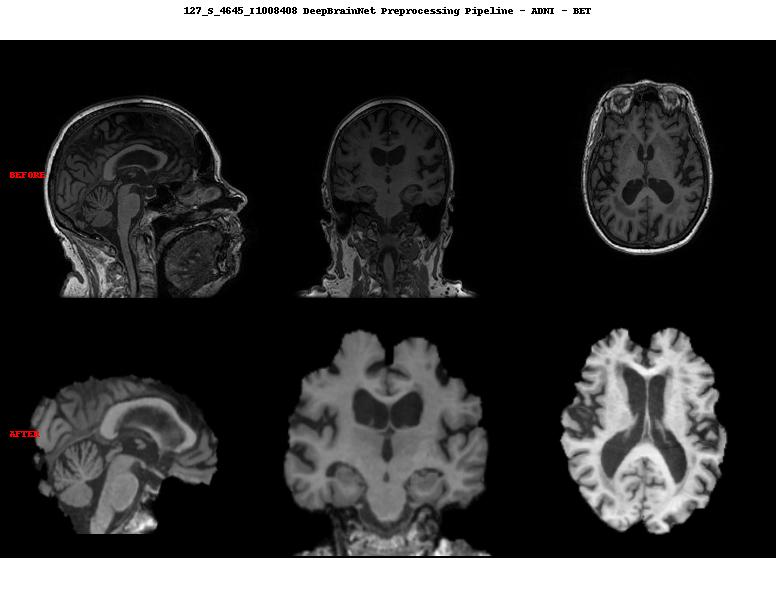 127_S_4645_I1008408 DeepBrainNet Preprocessing Pipeline - ADNI - BET
BEFORE
AFTER